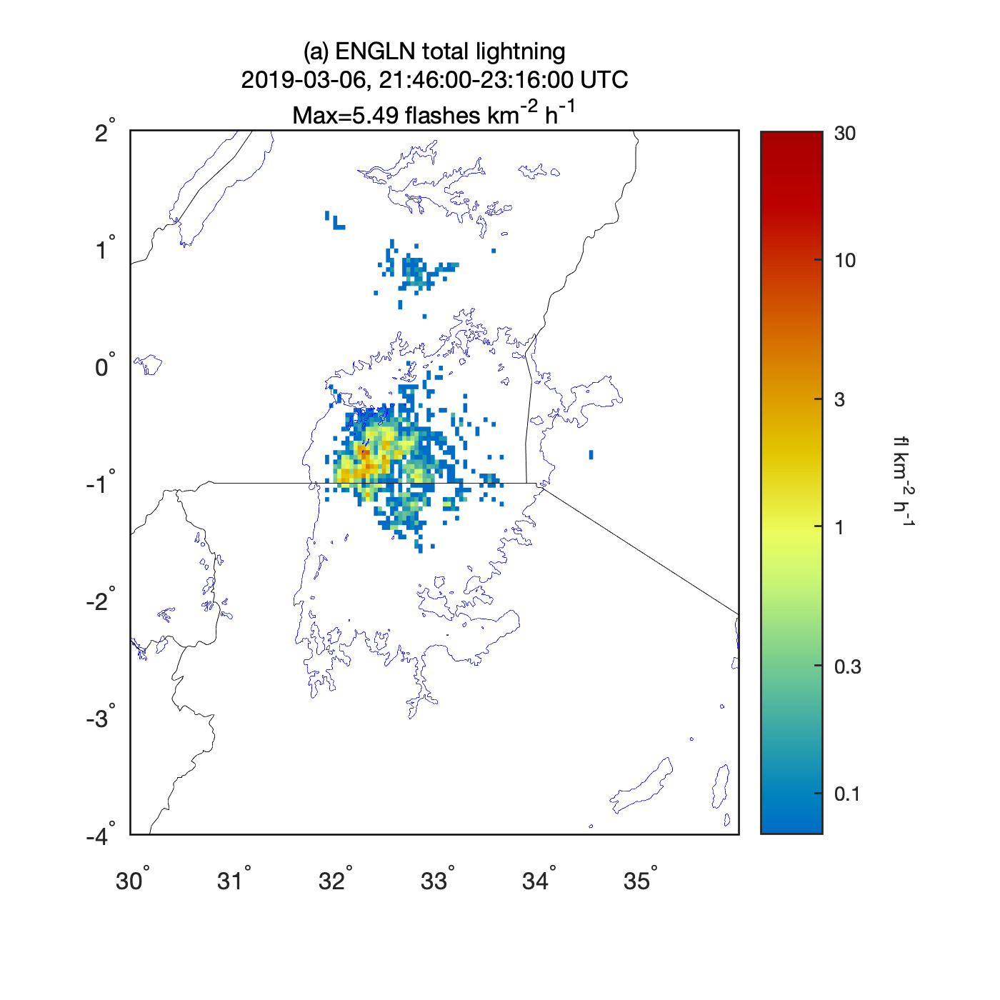 (a) ENGLN total lightning
2019-03-06, 21:46:00-23:16:00 UTC
Max=5.49 flashes km⁻² h⁻¹
2°
1°
0°
-1°
-2°
-3°
-4°
30° 31° 32° 33° 34° 35°
30
10
3
1
0.3
0.1
fl km⁻² h⁻¹